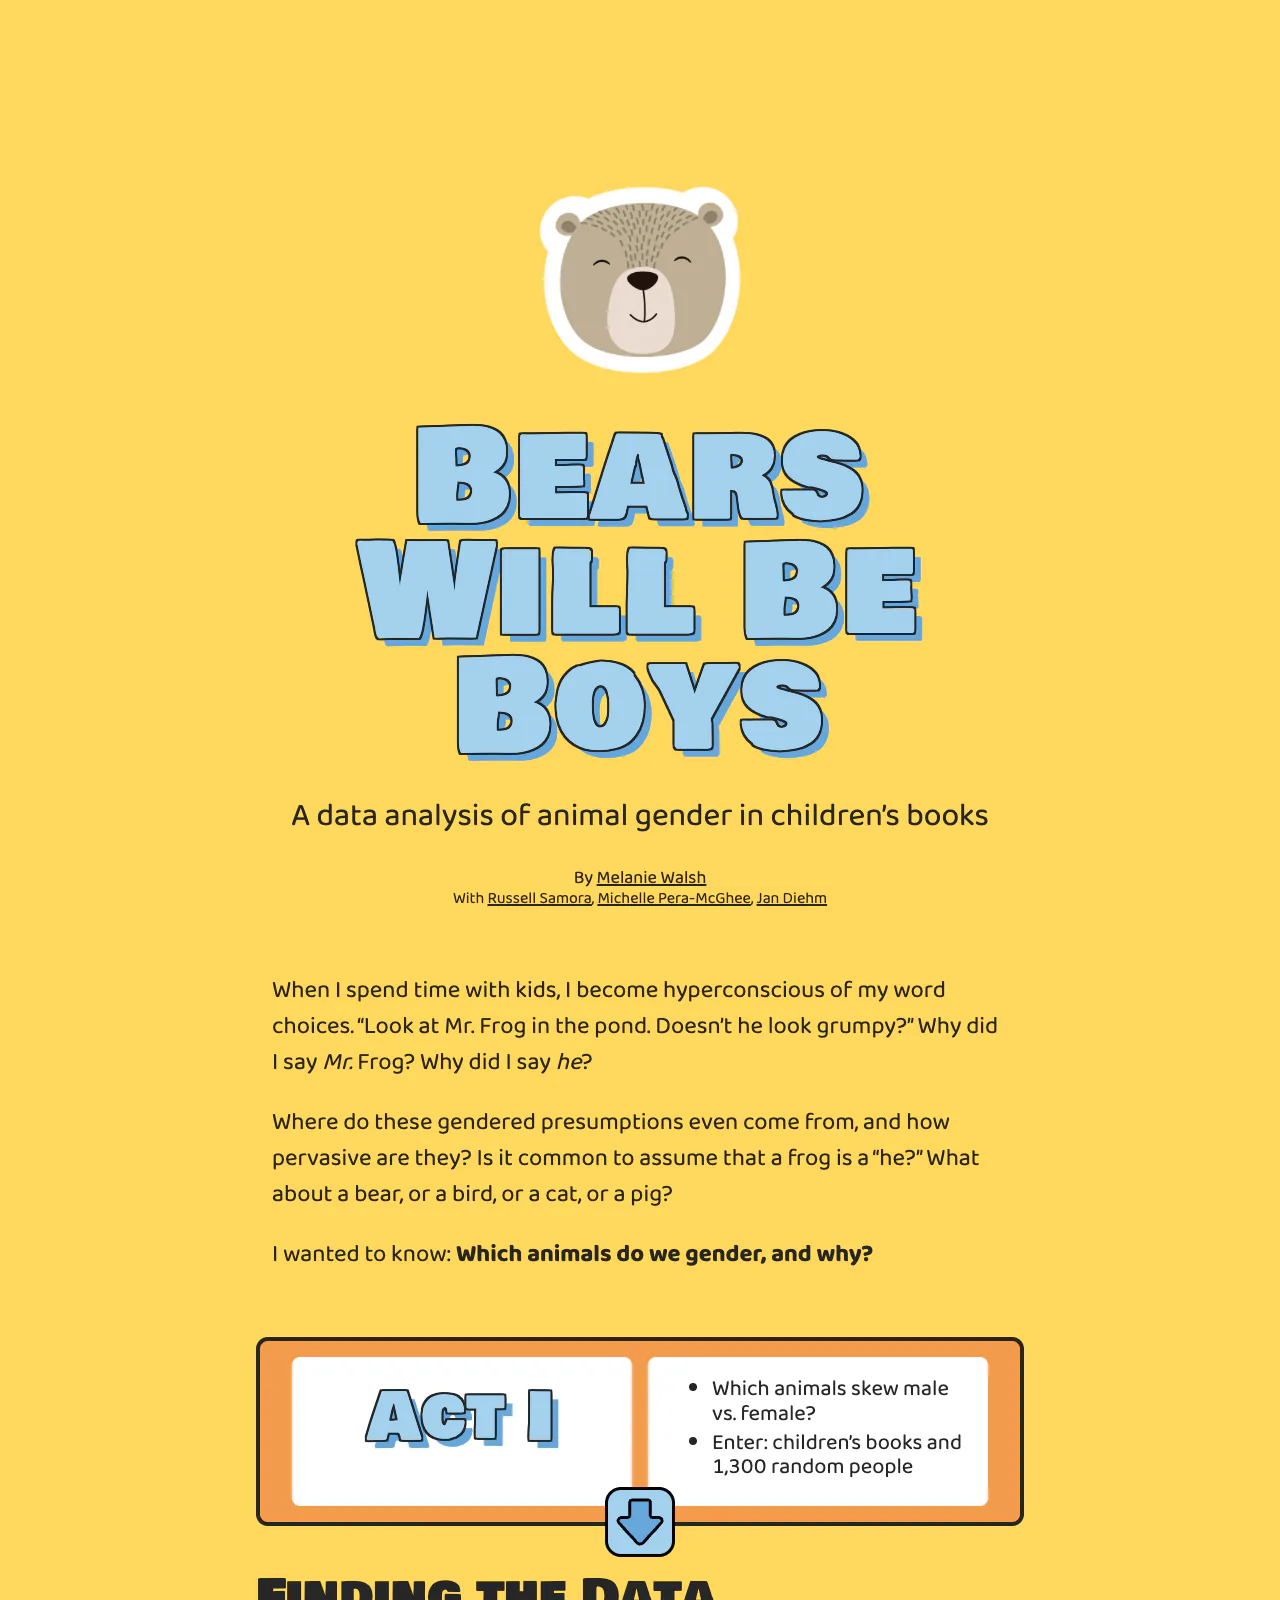 Bears
Will Be
Boys
A data analysis of animal gender in children’s books
By Melanie Walsh
With Russell Samora, Michelle Pera-McGhee, Jan Diehm
When I spend time with kids, I become hyperconscious of my word
choices. “Look at Mr. Frog in the pond. Doesn’t he look grumpy?” Why did
I say Mr. Frog? Why did I say he?
Where do these gendered presumptions even come from, and how
pervasive are they? Is it common to assume that a frog is a “he?” What
about a bear, or a bird, or a cat, or a pig?
I wanted to know: Which animals do we gender, and why?
Act I
• Which animals skew male
vs. female?
• Enter: children’s books and
1,300 random people
Finding the Data